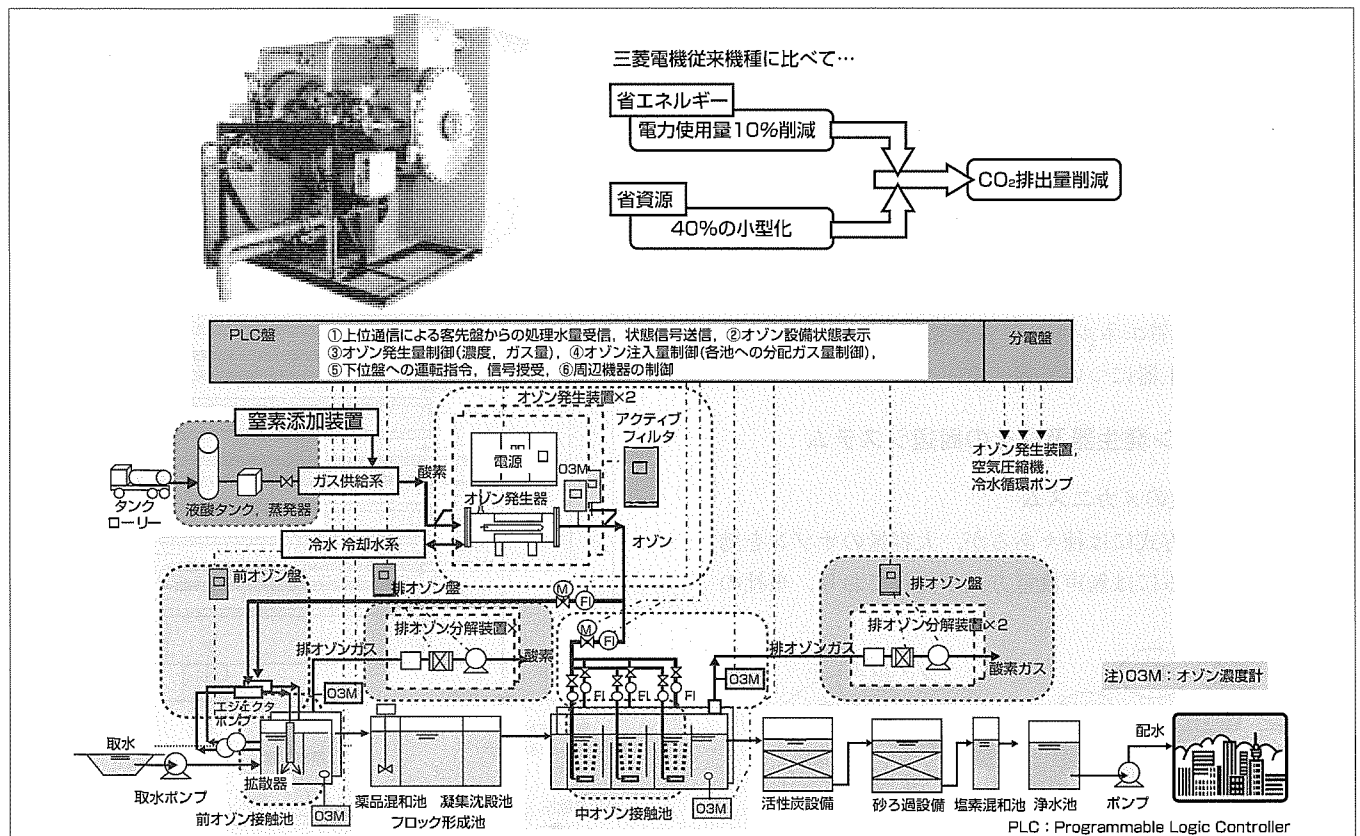 三菱電機従来機種に比べて…
省エネルギー
電力使用量10%削減
CO₂排出量削減
省資源
40%の小型化
PLC盤
①上位通信による客先盤からの処理水量受信，状態信号送信，②オゾン設備状態表示
③オゾン発生量制御(濃度，ガス量)，④オゾン注入量制御(各池への分配ガス量制御)，
⑤下位盤への運転指令，信号授受，⑥周辺機器の制御
分電盤
オゾン発生装置×2
窒素添加装置
アクティブ
フィルタ
電源
O3M
オゾン発生装置，
空気圧縮機，
冷水循環ポンプ
ガス供給系
酸素
オゾン発生器
タンク
ローリー
液酸タンク，蒸発器
冷水 冷却水系
オゾン
前オゾン盤
排オゾン盤
排オゾン盤
M
FI
排オゾン分解装置×
M
FI
排オゾン分解装置×2
排オゾンガス
酸素
排オゾンガス
酸素ガス
O3M
O3M
注)O3M：オゾン濃度計
エジェクタ
ポンプ
FI
FI
FI
取水
配水
拡散器
取水ポンプ
薬品混和池
凝集沈殿池
活性炭設備
砂ろ過設備
塩素混和池
浄水池
ポンプ
前オゾン接触池
O3M
フロック形成池
中オゾン接触池
O3M
PLC：Programmable Logic Controller